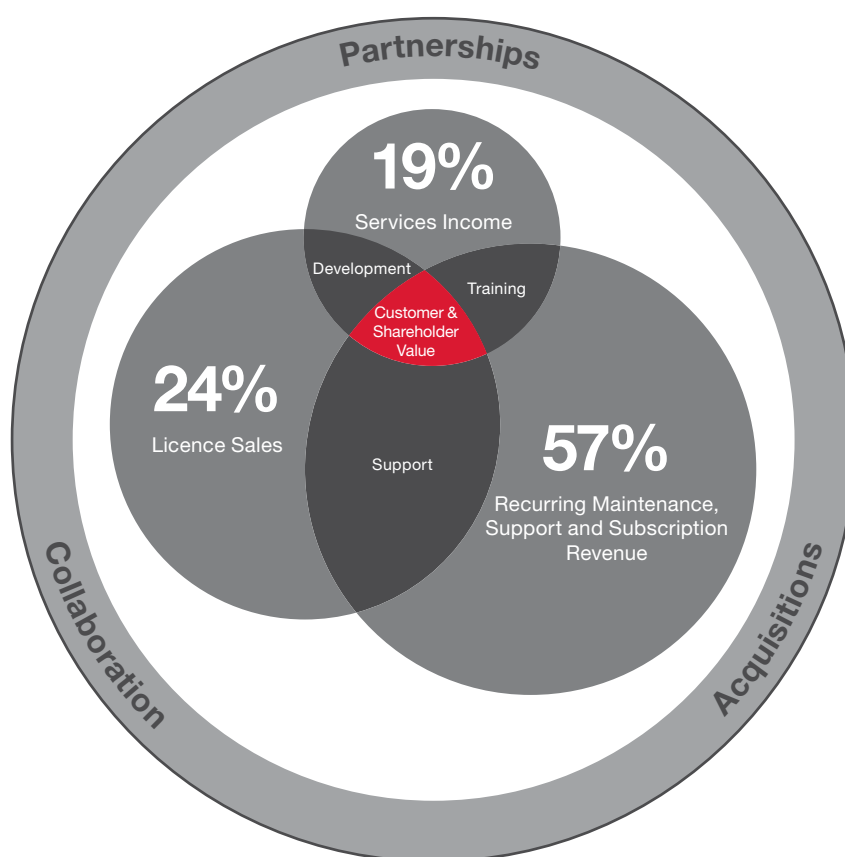 Partnerships
19%
Services Income
Development
Training
Customer &
Shareholder
Value
24%
Licence Sales
57%
Support
Recurring Maintenance,
Support and Subscription
Revenue
Collaboration
Acquisitions